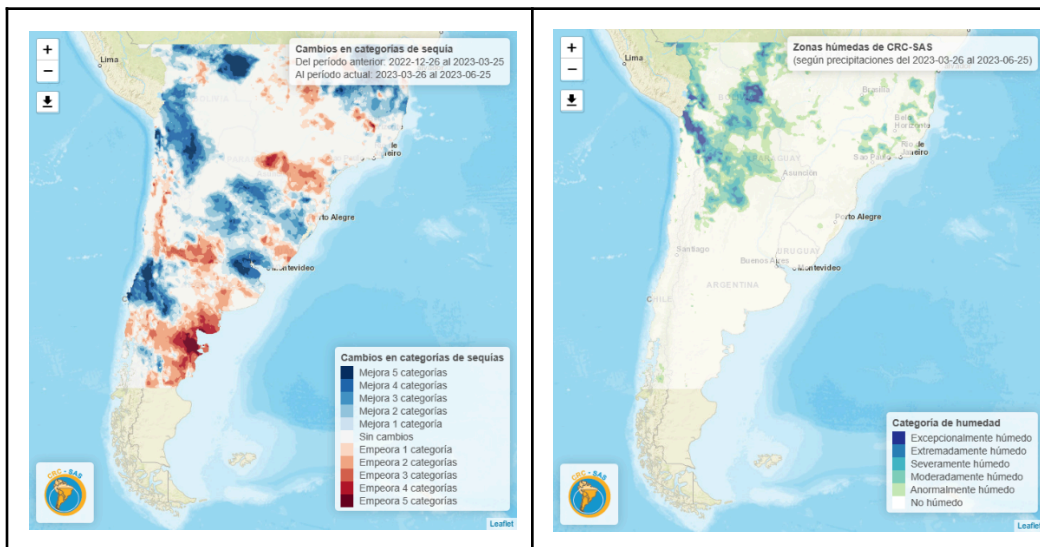 +
−
Lima
Cambios en categorías de sequía
Del período anterior: 2022-12-26 al 2023-03-25
Al período actual: 2023-03-26 al 2023-06-25
BOLIVIA
Porto Alegre
Montevideo
Cambios en categorías de sequías
Mejora 5 categorías
Mejora 4 categorías
Mejora 3 categorías
Mejora 2 categorías
Mejora 1 categoría
Sin cambios
Empeora 1 categoría
Empeora 2 categorías
Empeora 3 categorías
Empeora 4 categorías
Empeora 5 categorías
CRC - SAS
Leaflet
+
−
Lima
Zonas húmedas de CRC-SAS
(según precipitaciones del 2023-03-26 al 2023-06-25)
Brasilia
Belo
Horizonte
Rio de
Janeiro
Sao Paulo
PARAGUAY
Asunción
Porto Alegre
Santiago
URUGUAY
Buenos Aires
Montevideo
ARGENTINA
CHILE
Categoría de humedad
Excepcionalmente húmedo
Extremadamente húmedo
Severamente húmedo
Moderadamente húmedo
Anormalmente húmedo
No húmedo
CRC - SAS
Leaflet